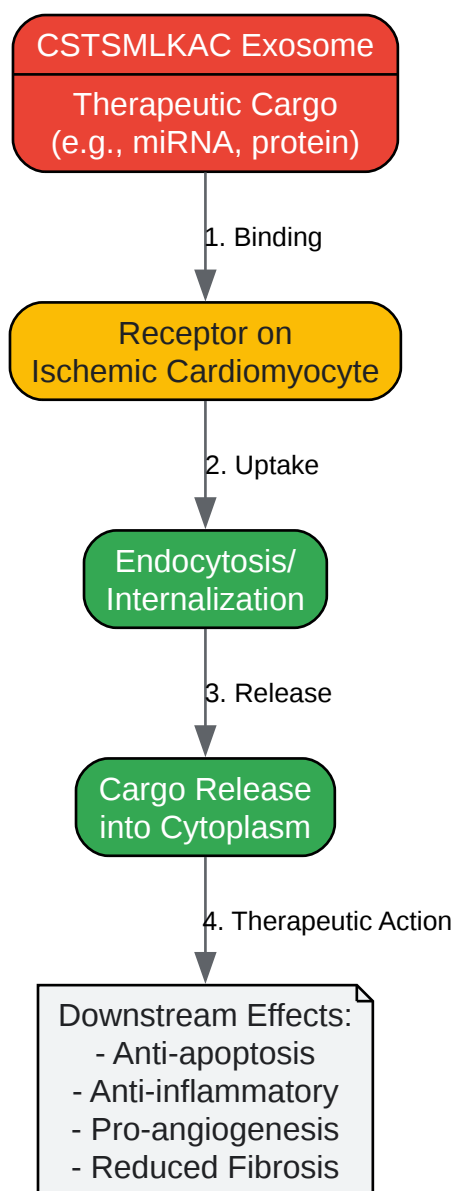 CSTSMLKAC Exosome
Therapeutic Cargo
(e.g., miRNA, protein)
1. Binding
Receptor on
Ischemic Cardiomyocyte
2. Uptake
Endocytosis/
Internalization
3. Release
Cargo Release
into Cytoplasm
4. Therapeutic Action
Downstream Effects:
- Anti-apoptosis
- Anti-inflammatory
- Pro-angiogenesis
- Reduced Fibrosis